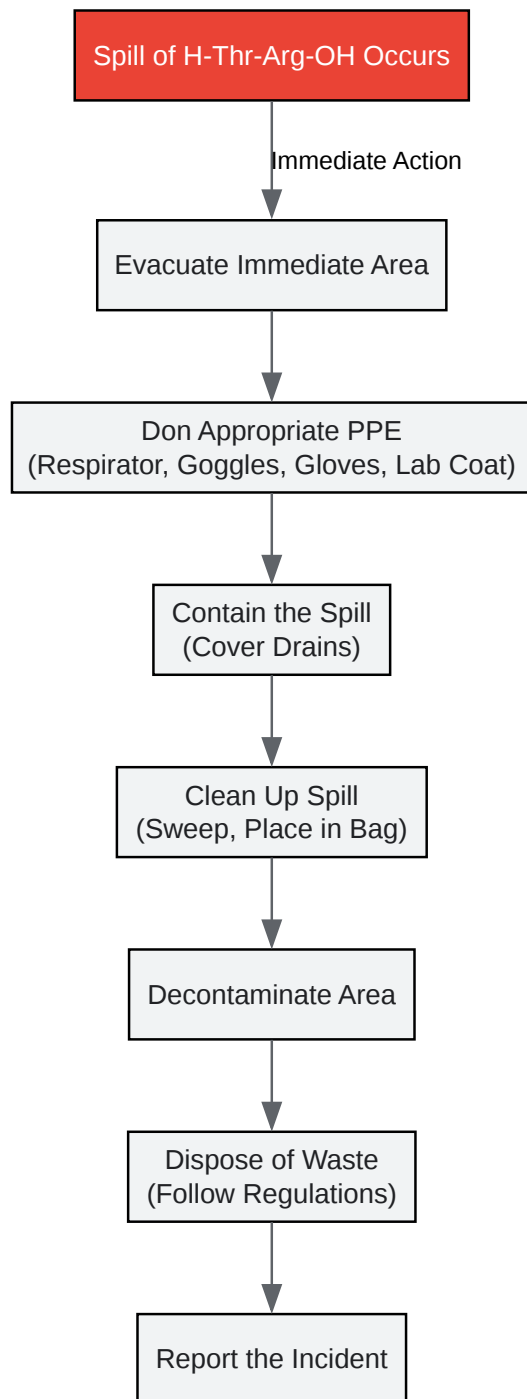 Spill of H-Thr-Arg-OH Occurs
Immediate Action
Evacuate Immediate Area
Don Appropriate PPE
(Respirator, Goggles, Gloves, Lab Coat)
Contain the Spill
(Cover Drains)
Clean Up Spill
(Sweep, Place in Bag)
Decontaminate Area
Dispose of Waste
(Follow Regulations)
Report the Incident